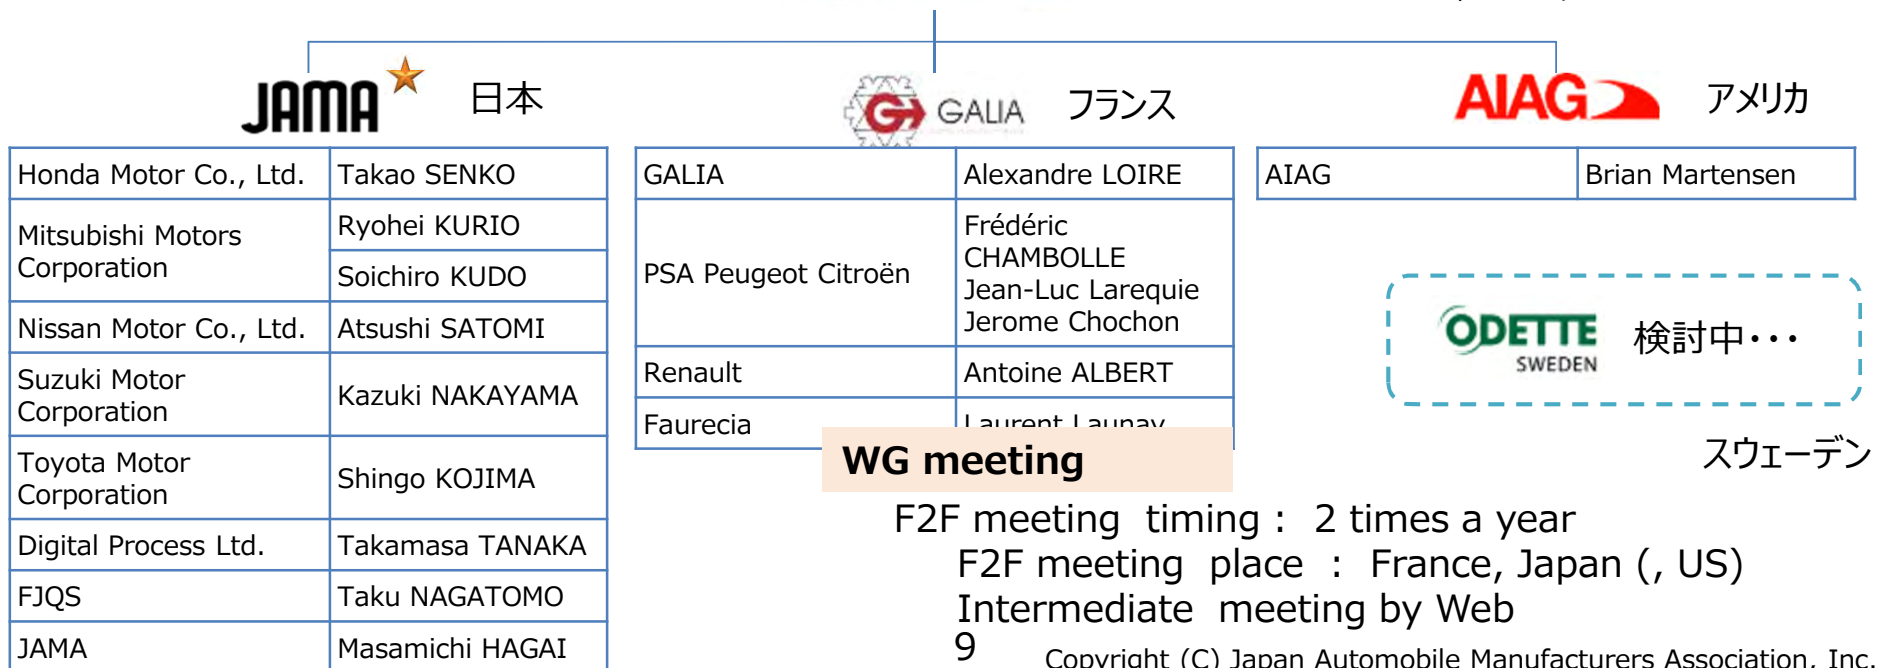 JAMA 日本
Honda Motor Co., Ltd. Takao SENKO
Mitsubishi Motors
Corporation
Ryohei KURIO
Soichiro KUDO
Nissan Motor Co., Ltd. Atsushi SATOMI
Suzuki Motor
Corporation
Kazuki NAKAYAMA
Toyota Motor
Corporation
Shingo KOJIMA
Digital Process Ltd. Takamasa TANAKA
FJQS Taku NAGATOMO
JAMA Masamichi HAGAI
GALIA フランス
GALIA Alexandre LOIRE
PSA Peugeot Citroën
Frédéric
CHAMBOLLE
Jean-Luc Larequie
Jerome Chochon
Renault Antoine ALBERT
Faurecia Laurent Launay
AIAG アメリカ
AIAG Brian Martensen
ODETTE
SWEDEN
検討中・・・
スウェーデン
WG meeting
F2F meeting timing : 2 times a year
F2F meeting place : France, Japan (, US)
Intermediate meeting by Web
9
Copyright (C) Japan Automobile Manufacturers Association, Inc.